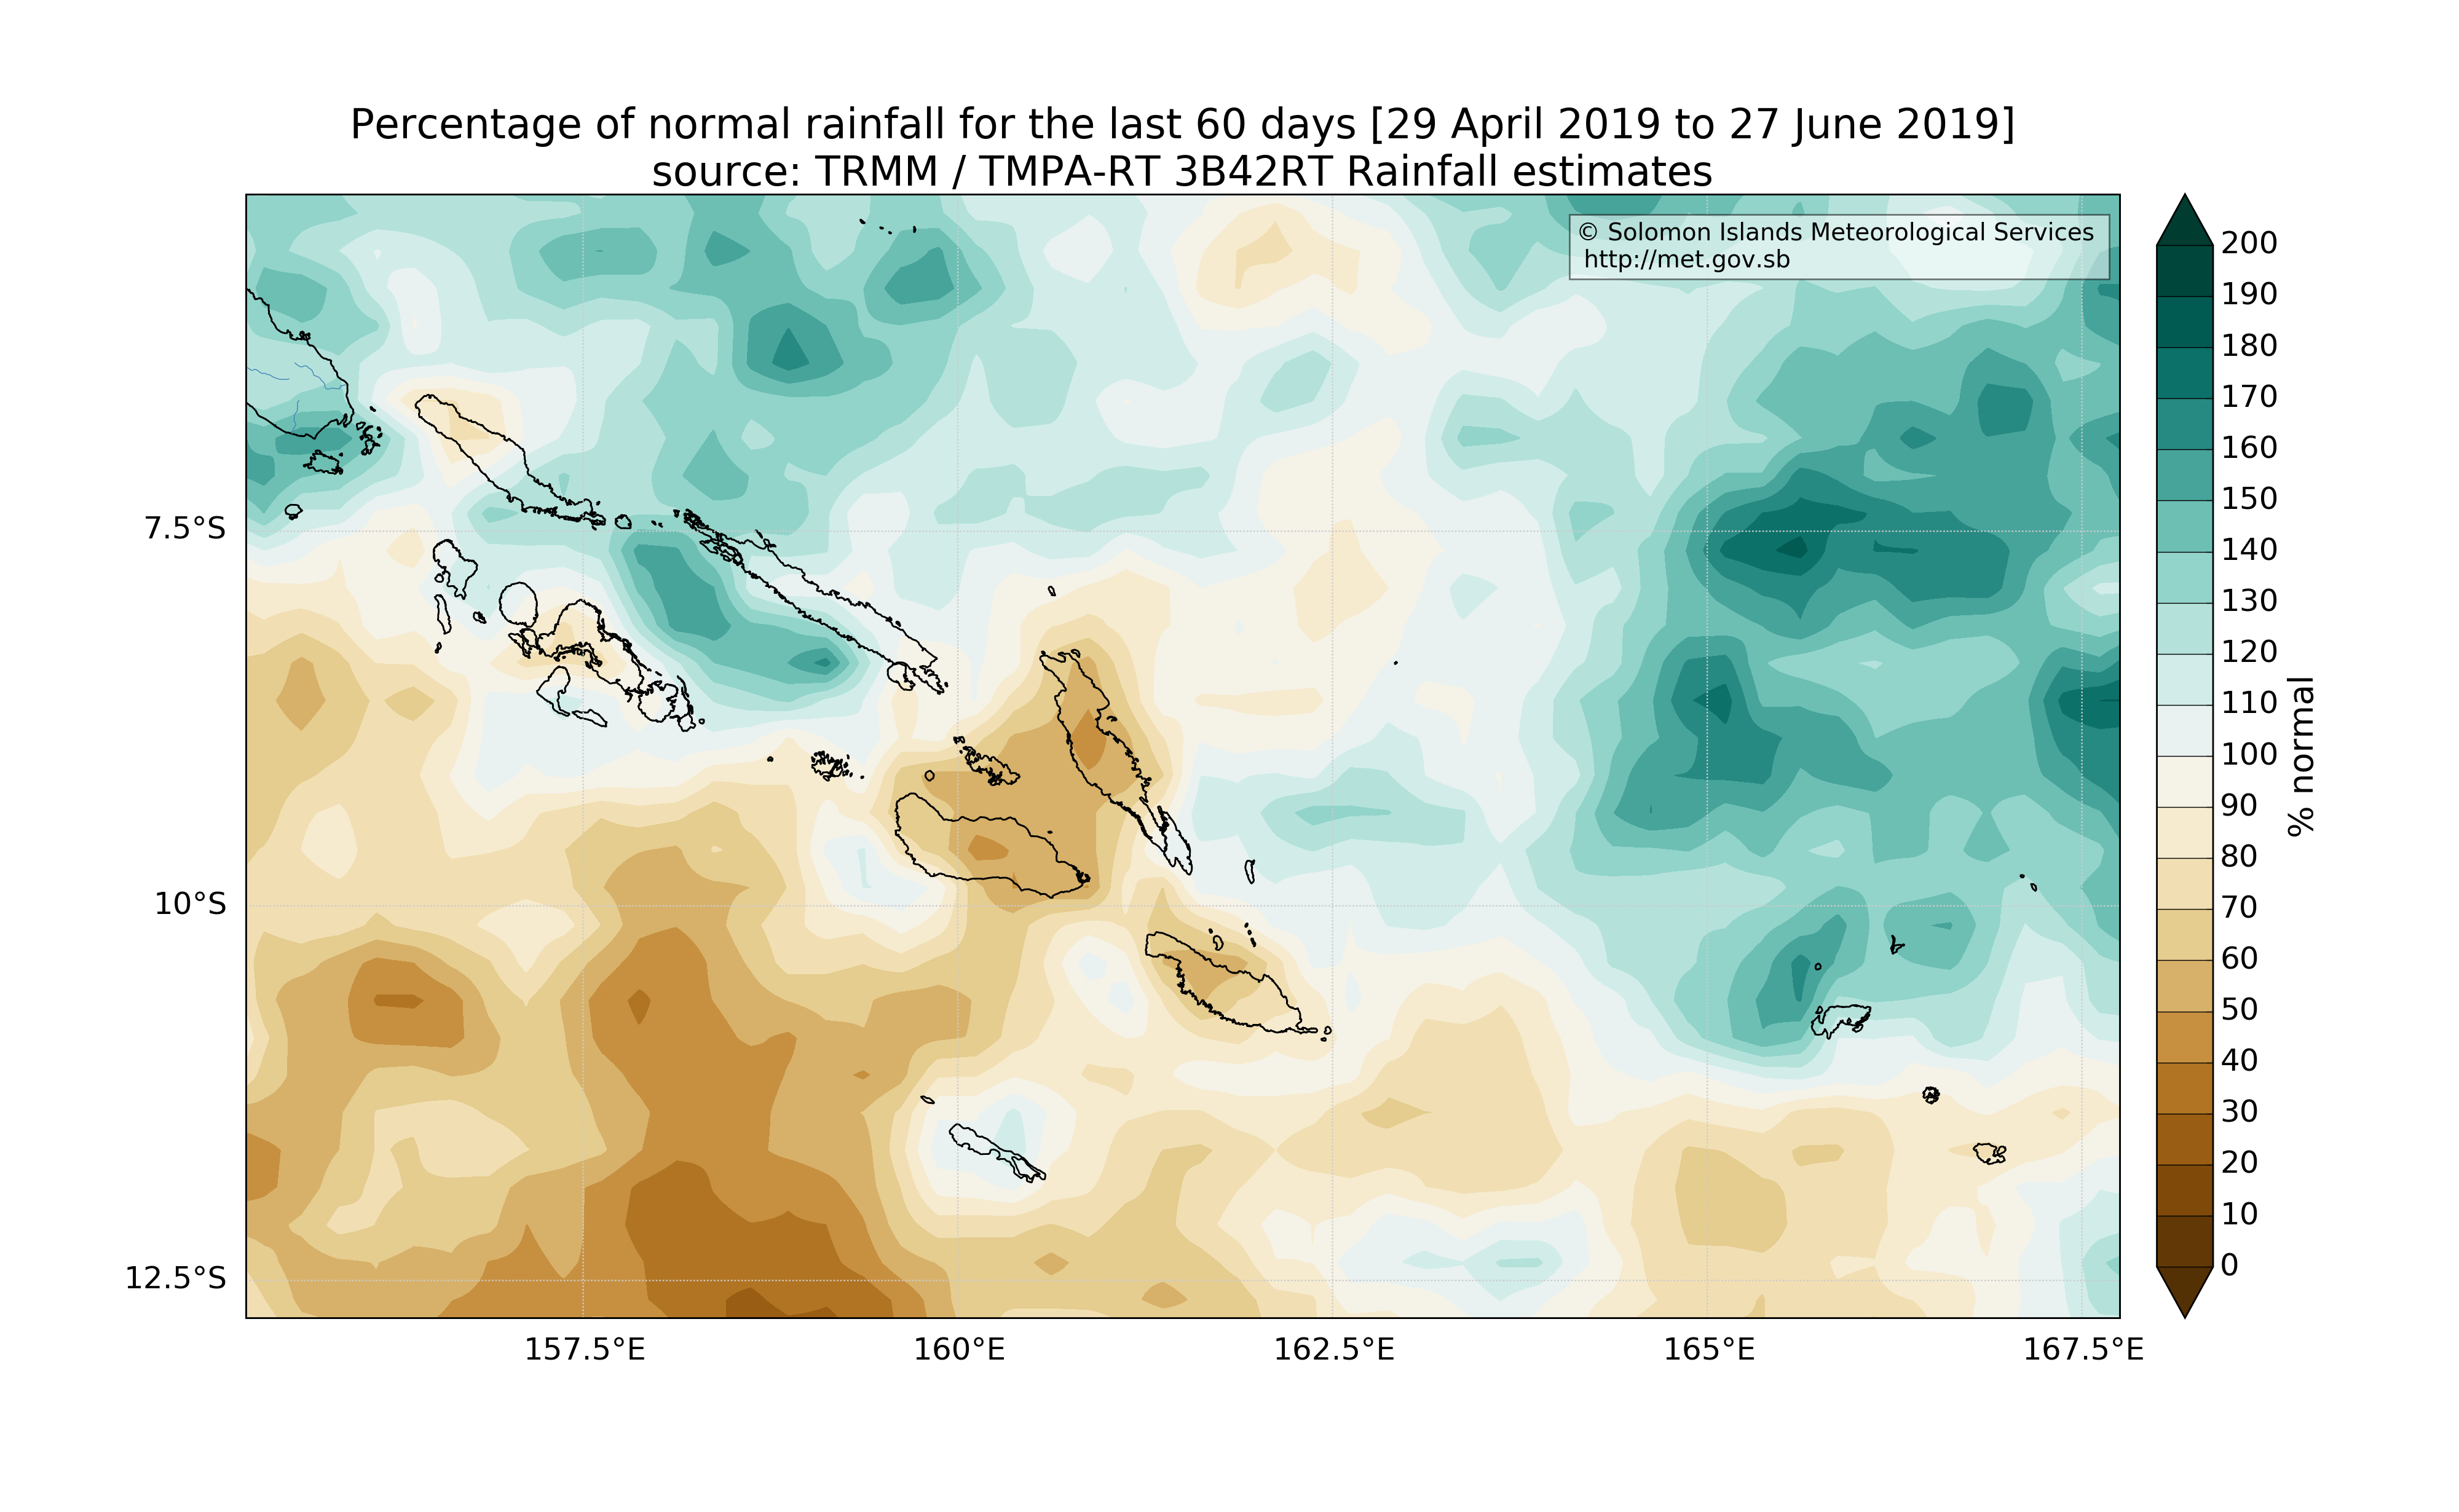 Percentage of normal rainfall for the last 60 days [29 April 2019 to 27 June 2019]
source: TRMM / TMPA-RT 3B42RT Rainfall estimates
© Solomon Islands Meteorological Services
http://met.gov.sb
7.5°S
10°S
12.5°S
157.5°E
160°E
162.5°E
165°E
167.5°E
200
190
180
170
160
150
140
130
120
110
100
90
80
70
60
50
40
30
20
10
0
% normal